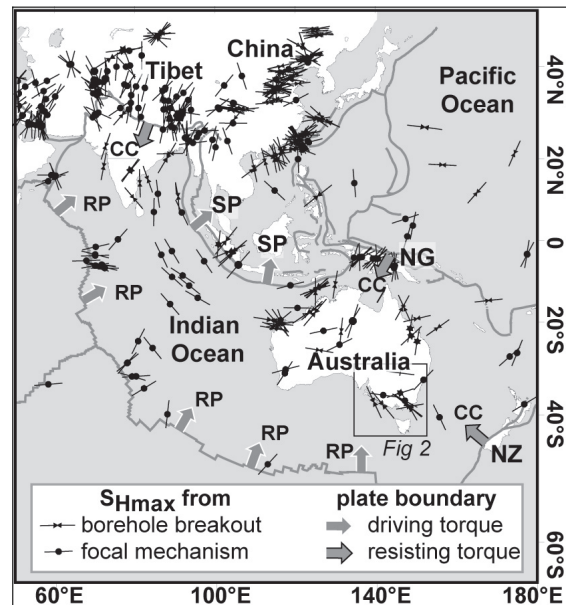 China
Tibet
Pacific
Ocean
CC
RP
SP
SP
RP
NG
CC
Indian
Ocean
Australia
RP
RP
RP
CC
NZ
Fig 2
SHmax from
borehole breakout
focal mechanism
plate boundary
driving torque
resisting torque
40°N
20°N
0
20°S
40°S
60°S
60°E
100°E
140°E
180°E